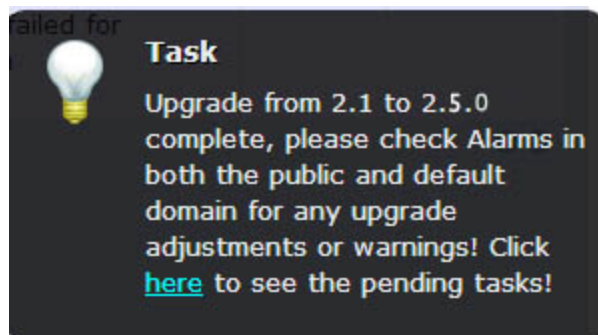 failed for
Task
Upgrade from 2.1 to 2.5.0
complete, please check Alarms in
both the public and default
domain for any upgrade
adjustments or warnings! Click
here to see the pending tasks!